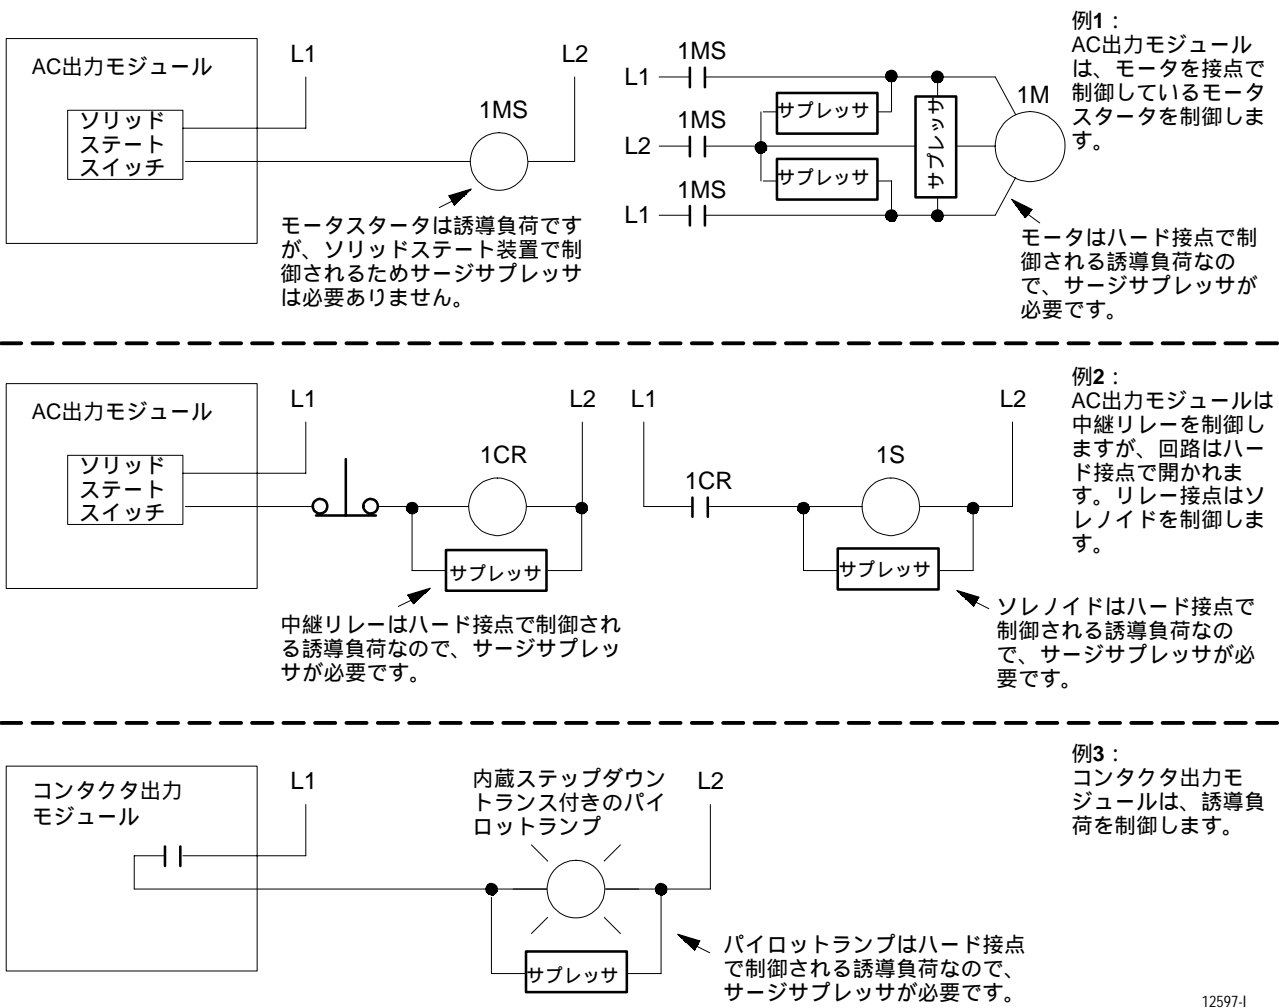 例1：
AC出力モジュール
は、モータを接点で
制御しているモータ
スタータを制御しま
す。
AC出力モジュール
ソリッド
ステート
スイッチ
L1
L2
1MS
モータスタータは誘導負荷です
が、ソリッドステート装置で制
御されるためサージサプレッサ
は必要ありません。
1MS
L1
サプレッサ
1MS
L2
サプレッサ
サプレッサ
1MS
L1
1M
モータはハード接点で制
御される誘導負荷なの
で、サージサプレッサが
必要です。
例2：
AC出力モジュールは
中継リレーを制御し
ますが、回路はハー
ド接点で開かれま
す。リレー接点はソ
レノイドを制御しま
す。
AC出力モジュール
ソリッド
ステート
スイッチ
L1
L2
1CR
サプレッサ
中継リレーはハード接点で制御され
る誘導負荷なので、サージサプレッ
サが必要です。
L1
L2
1CR
1S
サプレッサ
ソレノイドはハード接点で
制御される誘導負荷なの
で、サージサプレッサが必
要です。
例3：
コンタクタ出力モ
ジュールは、誘導負
荷を制御します。
コンタクタ出力
モジュール
L1
内蔵ステップダウン
トランス付きのパイ
ロットランプ
L2
サプレッサ
パイロットランプはハード接点
で制御される誘導負荷なので、
サージサプレッサが必要です。
12597-I